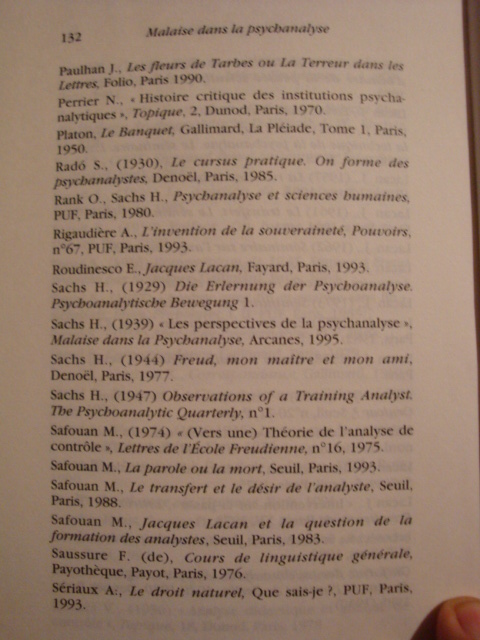 132
Malaise dans la psychanalyse
Paulhan J., Les fleurs de Tarbes ou La Terreur dans les
Lettres, Folio, Paris 1990.
Perrier N., « Histoire critique des institutions psycha-
nalytiques », Topique, 2, Dunod, Paris, 1970.
Platon, Le Banquet, Gallimard, La Pléiade, Tome 1, Paris,
1950.
Radó S., (1930), Le cursus pratique. On forme des
psychanalystes, Denoël, Paris, 1985.
Rank O., Sachs H., Psychanalyse et sciences humaines,
PUF, Paris, 1980.
Rigaudière A., L'invention de la souveraineté, Pouvoirs,
n°67, PUF, Paris, 1993.
Roudinesco E., Jacques Lacan, Fayard, Paris, 1993.
Sachs H., (1929) Die Erlernung der Psychoanalyse.
Psychoanalytische Bewegung 1.
Sachs H., (1939) « Les perspectives de la psychanalyse »,
Malaise dans la Psychanalyse, Arcanes, 1995.
Sachs H., (1944) Freud, mon maître et mon ami,
Denoël, Paris, 1977.
Sachs H., (1947) Observations of a Training Analyst.
The Psychoanalytic Quarterly, n°1.
Safouan M., (1974) « (Vers une) Théorie de l'analyse de
contrôle », Lettres de l'École Freudienne, n°16, 1975.
Safouan M., La parole ou la mort, Seuil, Paris, 1993.
Safouan M., Le transfert et le désir de l'analyste, Seuil,
Paris, 1988.
Safouan M., Jacques Lacan et la question de la
formation des analystes, Seuil, Paris, 1983.
Saussure F. (de), Cours de linguistique générale,
Payothèque, Payot, Paris, 1976.
Sériaux A:, Le droit naturel, Que sais-je ?, PUF, Paris,
1993.